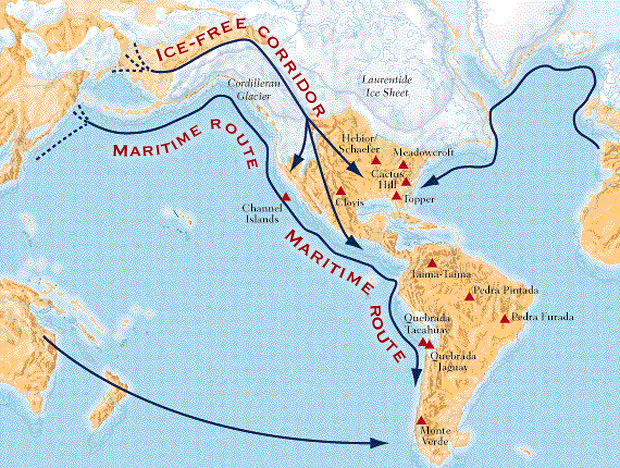 ICE-FREE CORRIDOR
Cordilleran
Glacier
Laurentide
Ice Sheet
MARITIME ROUTE
Hebior/
Schaefer
Meadowcroft
Cactus
Hill
Topper
Clovis
Channel
Islands
MARITIME ROUTE
Taima-Taima
Pedra Pintada
Pedra Furada
Quebrada
Tacahuay
Quebrada
Jaguay
Monte
Verde